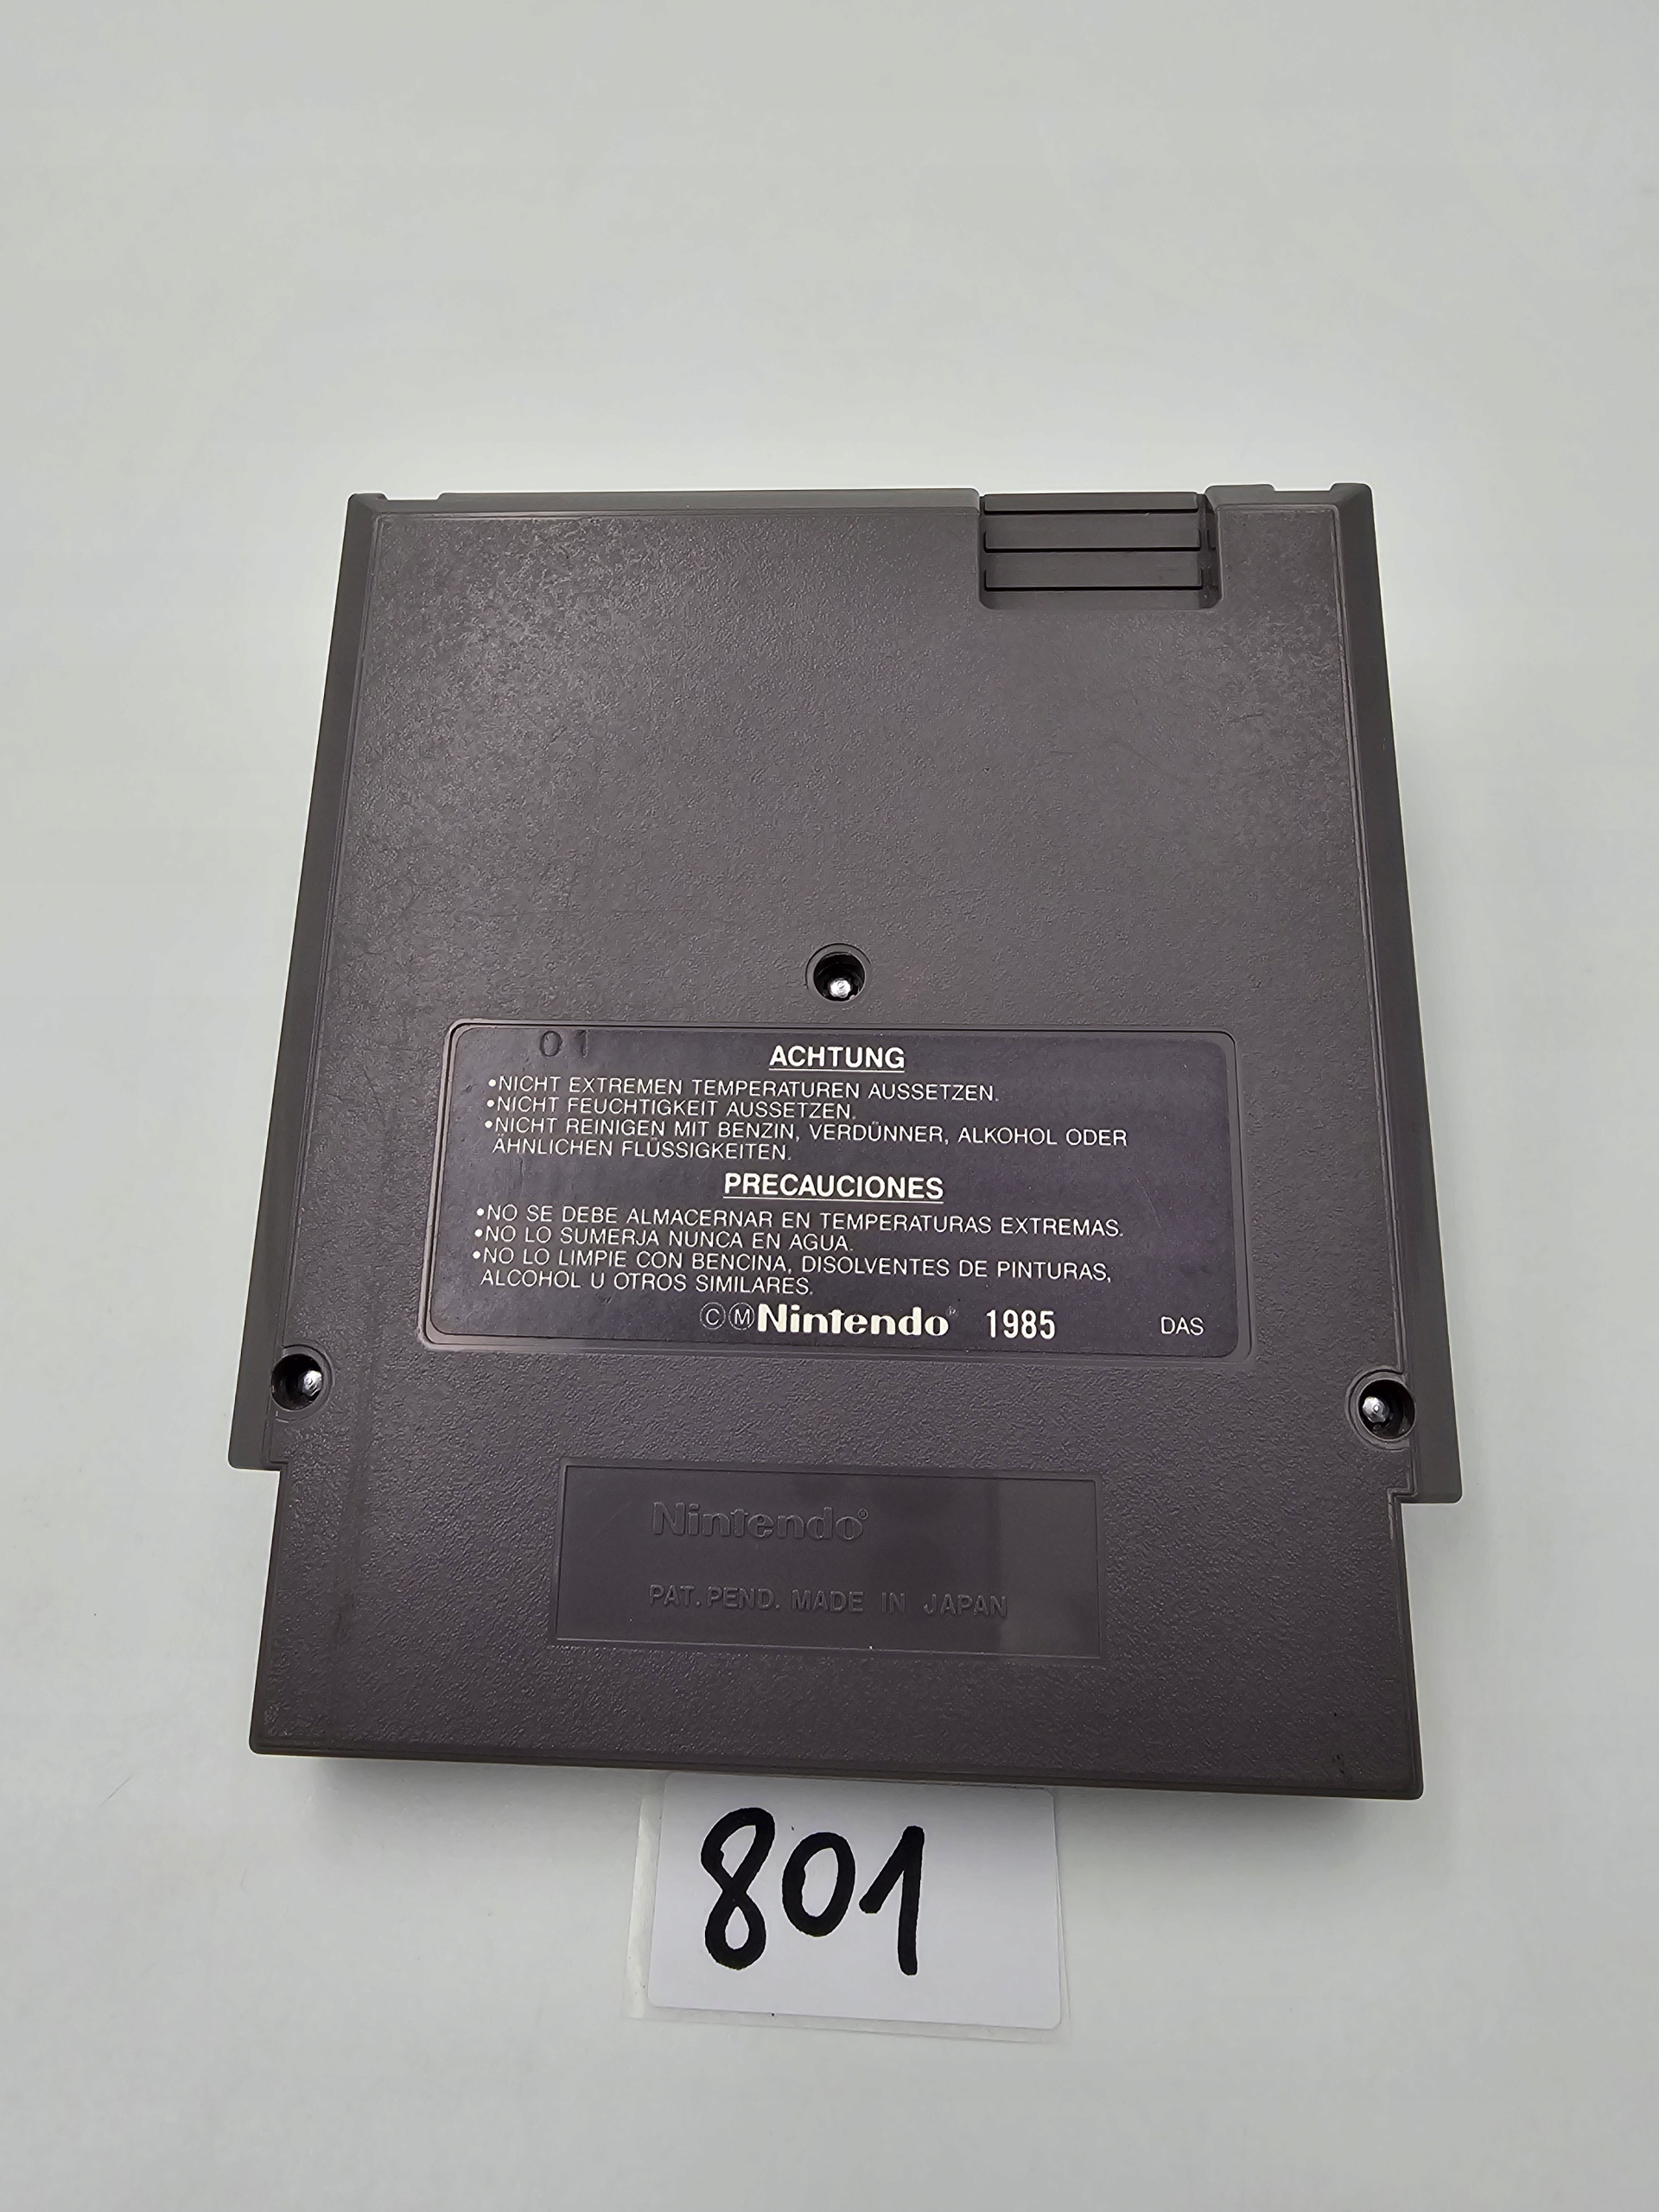 01
ACHTUNG
•NICHT EXTREMEN TEMPERATUREN AUSSETZEN.
•NICHT FEUCHTIGKEIT AUSSETZEN.
•NICHT REINIGEN MIT BENZIN, VERDÜNNER, ALKOHOL ODER
ÄHNLICHEN FLÜSSIGKEITEN.
PRECAUCIONES
•NO SE DEBE ALMACERNAR EN TEMPERATURAS EXTREMAS.
•NO LO SUMERJA NUNCA EN AGUA.
•NO LO LIMPIE CON BENCINA, DISOLVENTES DE PINTURAS,
ALCOHOL U OTROS SIMILARES.
ⒸⓂNintendo® 1985 DAS
Nintendo®
PAT. PEND. MADE IN JAPAN
801